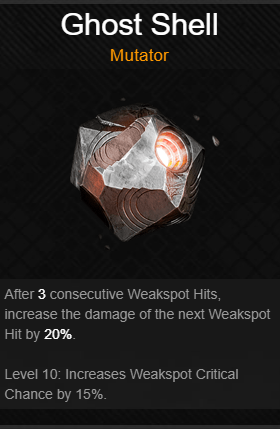 Ghost Shell
Mutator
After 3 consecutive Weakspot Hits,
increase the damage of the next Weakspot
Hit by 20%.
Level 10: Increases Weakspot Critical
Chance by 15%.